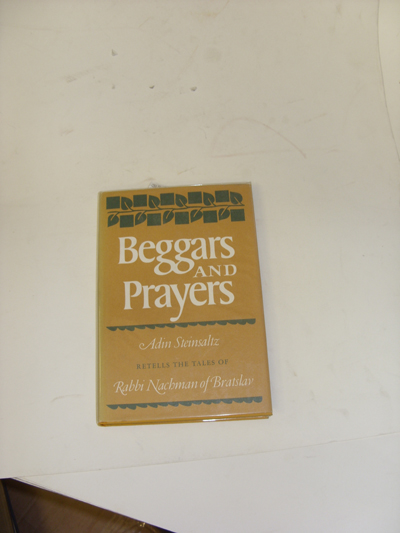 Beggars
AND
Prayers
Adin Steinsaltz
RETELLS THE TALES OF
Rabbi Nachman of Bratslav